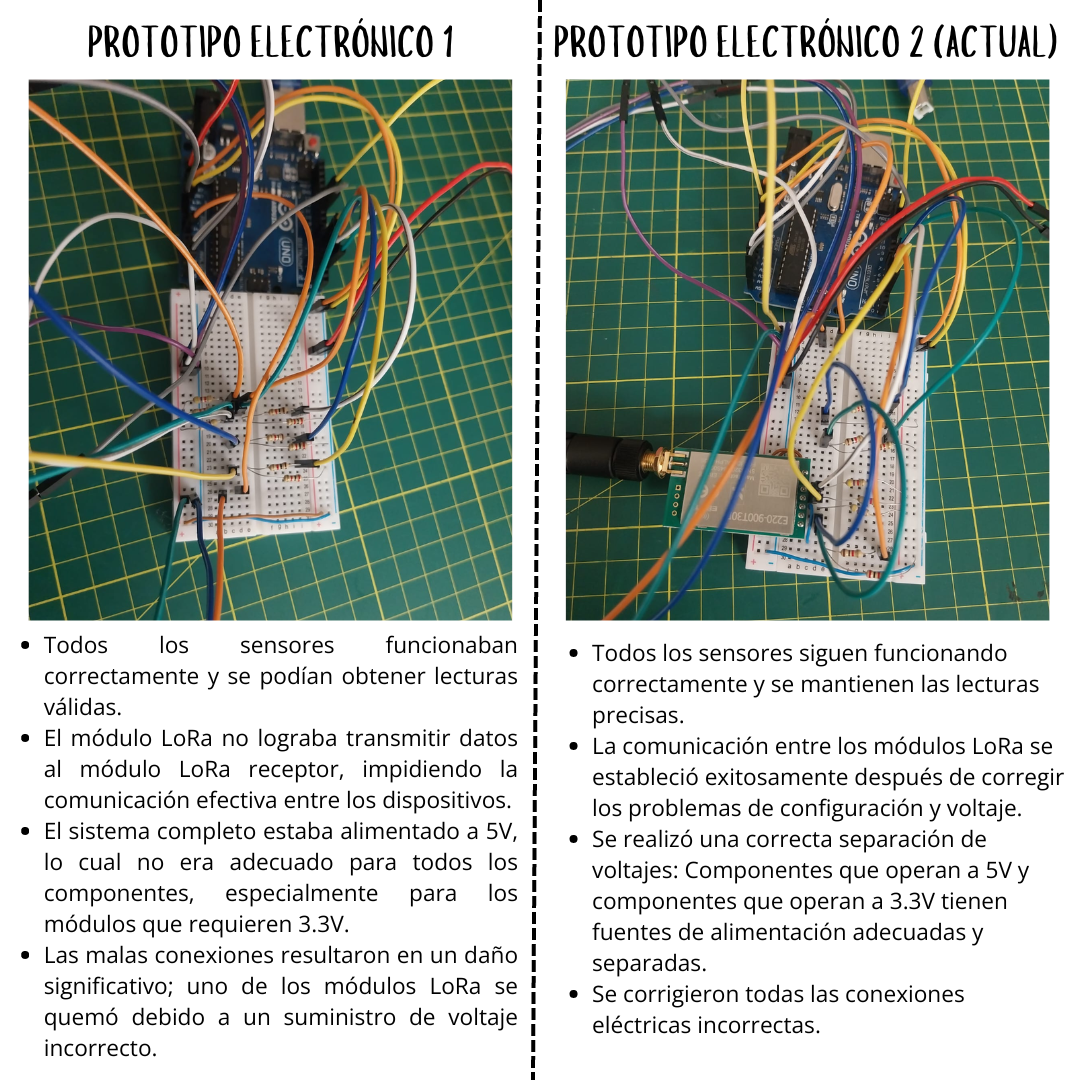 PROTOTIPO ELECTRÓNICO 1
UNO
Todos los sensores funcionaban
correctamente y se podían obtener lecturas
válidas.
El módulo LoRa no lograba transmitir datos
al módulo LoRa receptor, impidiendo la
comunicación efectiva entre los dispositivos.
El sistema completo estaba alimentado a 5V,
lo cual no era adecuado para todos los
componentes, especialmente para los
módulos que requieren 3.3V.
Las malas conexiones resultaron en un daño
significativo; uno de los módulos LoRa se
quemó debido a un suministro de voltaje
incorrecto.
PROTOTIPO ELECTRÓNICO 2 (ACTUAL)
UNO
E220-900T30
Todos los sensores siguen funcionando
correctamente y se mantienen las lecturas
precisas.
La comunicación entre los módulos LoRa se
estableció exitosamente después de corregir
los problemas de configuración y voltaje.
Se realizó una correcta separación de
voltajes: Componentes que operan a 5V y
componentes que operan a 3.3V tienen
fuentes de alimentación adecuadas y
separadas.
Se corrigieron todas las conexiones
eléctricas incorrectas.